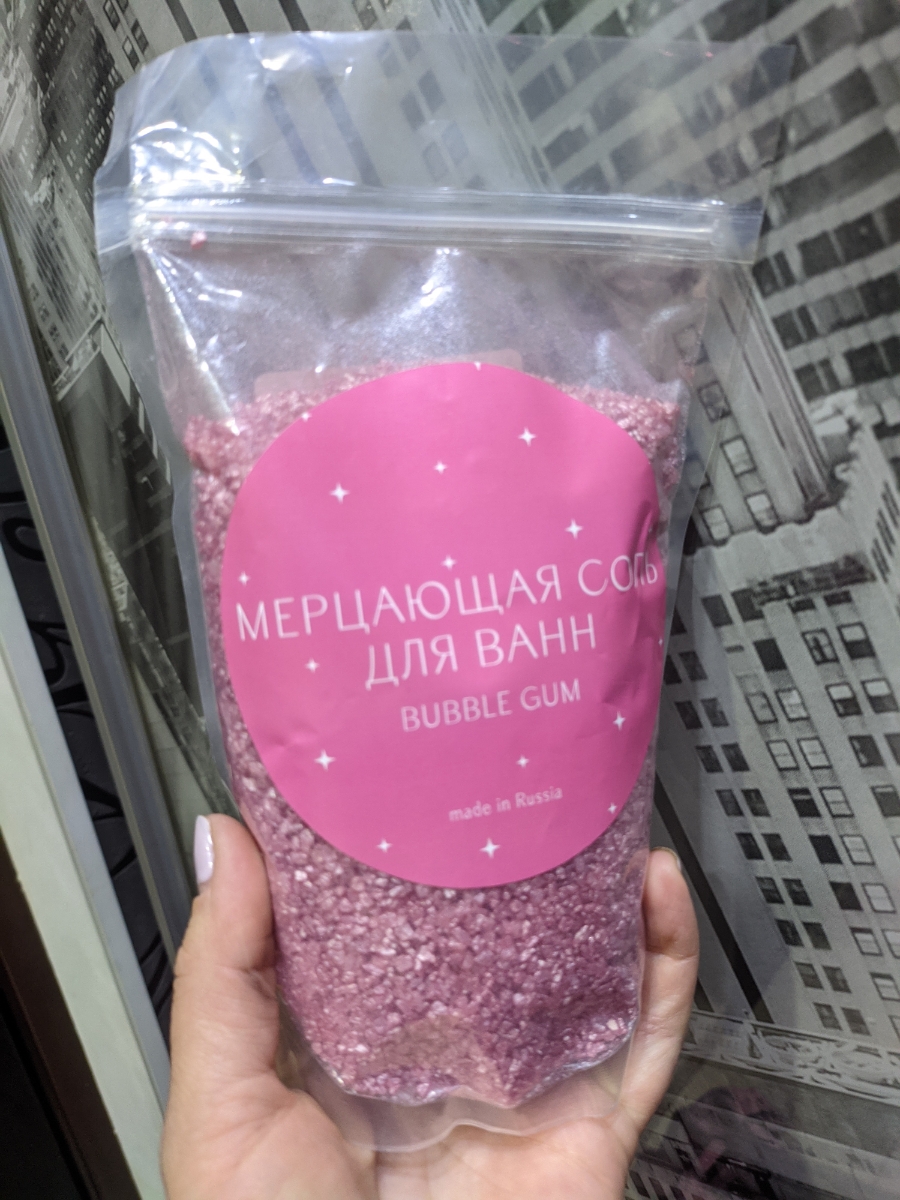 МЕРЦАЮЩАЯ СОЛЬ
ДЛЯ ВАНН
BUBBLE GUM
made in Russia